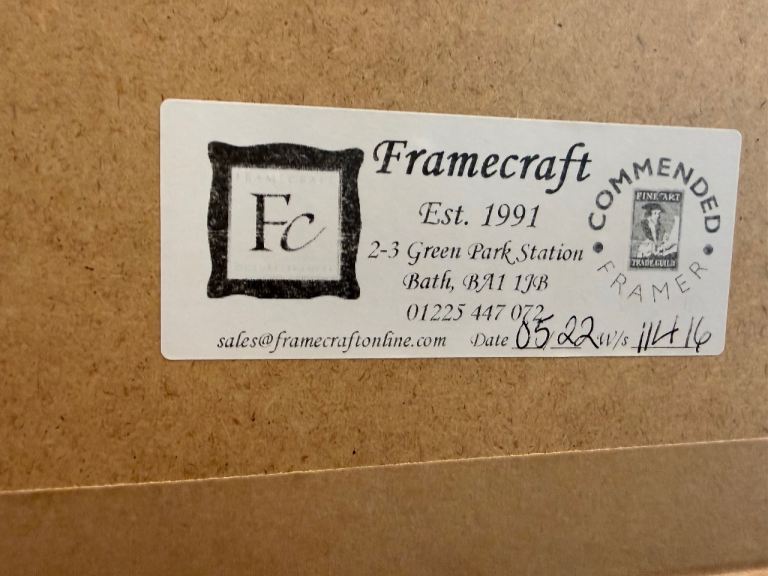 Framecraft
Est. 1991
2-3 Green Park Station
Bath, BA1 1JB
01225 447 072
sales@framecraftonline.com Date 05/22 W/s 11416
Fc
COMMENDED
FINE ART
TRADE GUILD
FRAMER